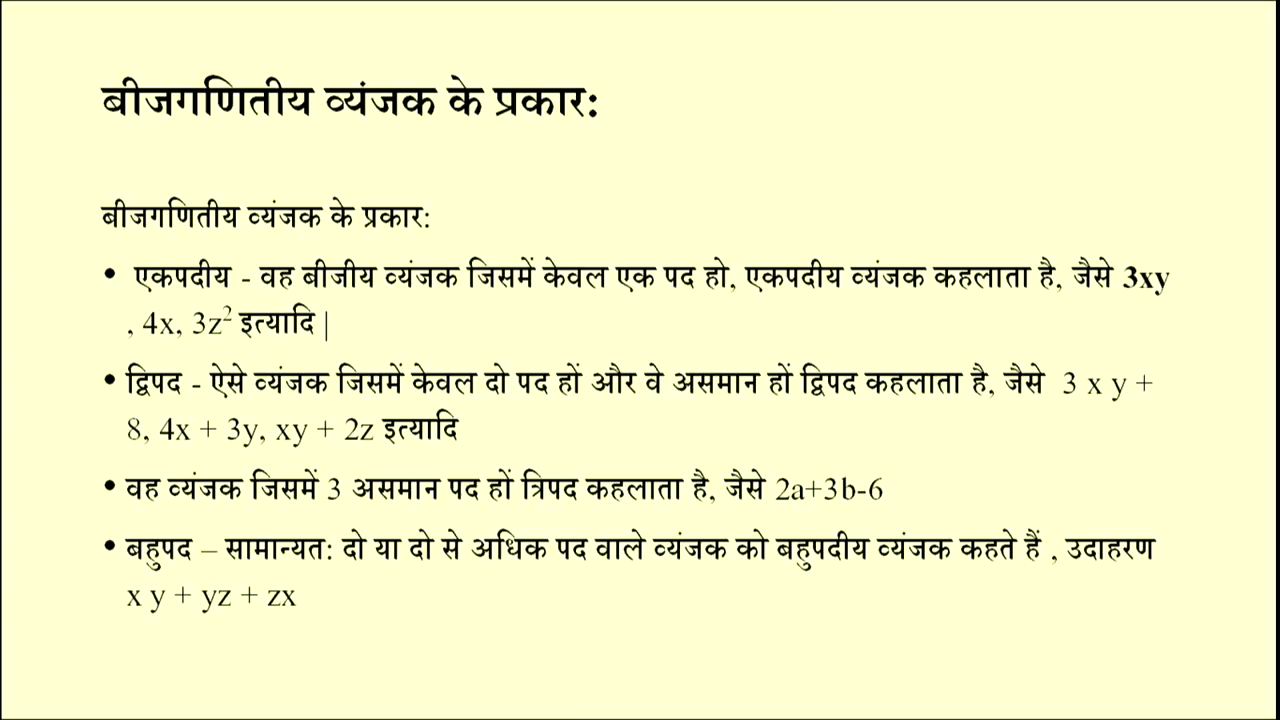 बीजगणितीय व्यंजक के प्रकार:
बीजगणितीय व्यंजक के प्रकार:
• एकपदीय - वह बीजीय व्यंजक जिसमें केवल एक पद हो, एकपदीय व्यंजक कहलाता है, जैसे 3xy
, 4x, 3z² इत्यादि |
• द्विपद - ऐसे व्यंजक जिसमें केवल दो पद हों और वे असमान हों द्विपद कहलाता है, जैसे 3 x y +
8, 4x + 3y, xy + 2z इत्यादि
• वह व्यंजक जिसमें 3 असमान पद हों त्रिपद कहलाता है, जैसे 2a+3b-6
• बहुपद – सामान्यत: दो या दो से अधिक पद वाले व्यंजक को बहुपदीय व्यंजक कहते हैं , उदाहरण
x y + yz + zx